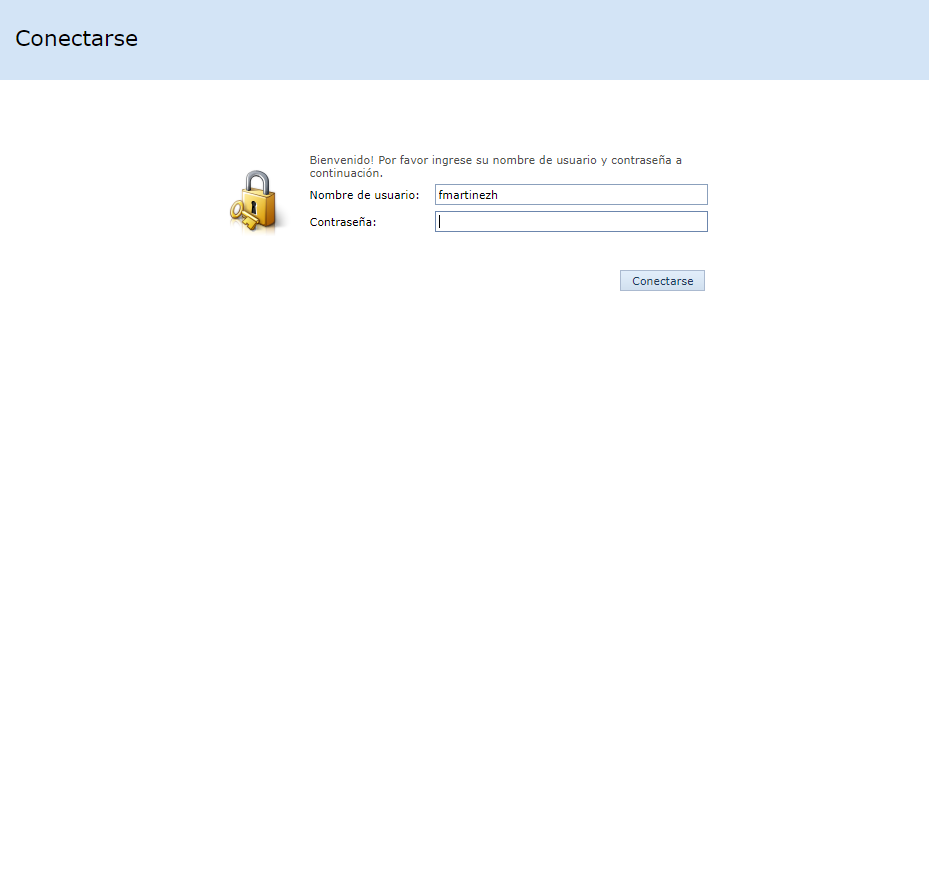 Conectarse
Bienvenido! Por favor ingrese su nombre de usuario y contraseña a
continuación.
Nombre de usuario: fmartinezh
Contraseña:
Conectarse